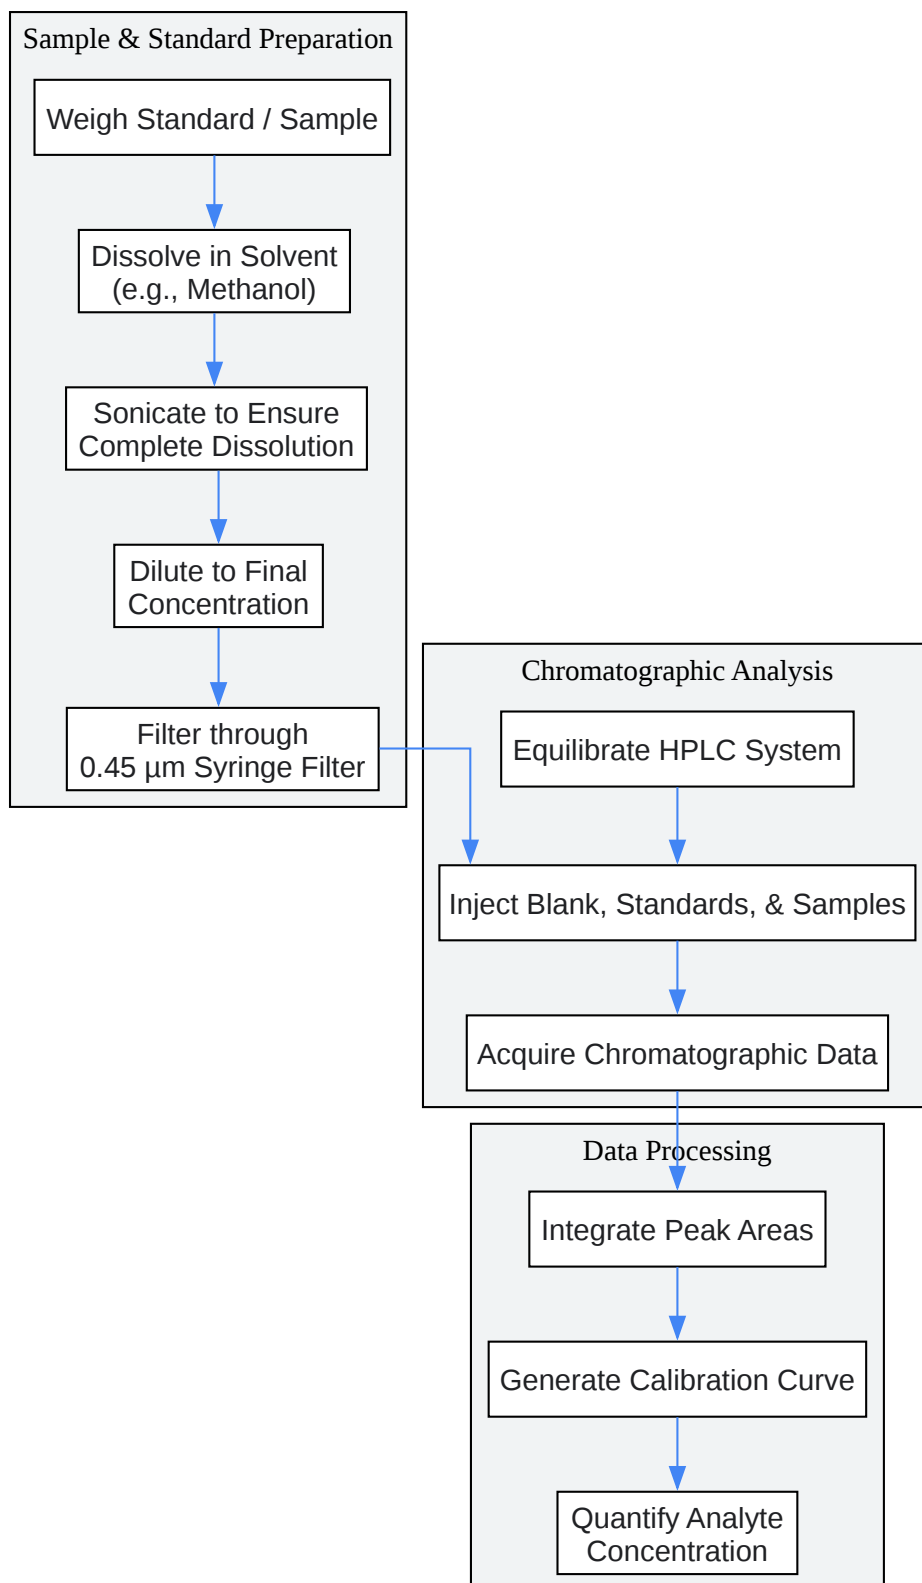 Sample & Standard Preparation
Weigh Standard / Sample
Dissolve in Solvent
(e.g., Methanol)
Sonicate to Ensure
Complete Dissolution
Dilute to Final
Concentration
Filter through
0.45 µm Syringe Filter
Chromatographic Analysis
Equilibrate HPLC System
Inject Blank, Standards, & Samples
Acquire Chromatographic Data
Data Processing
Integrate Peak Areas
Generate Calibration Curve
Quantify Analyte
Concentration